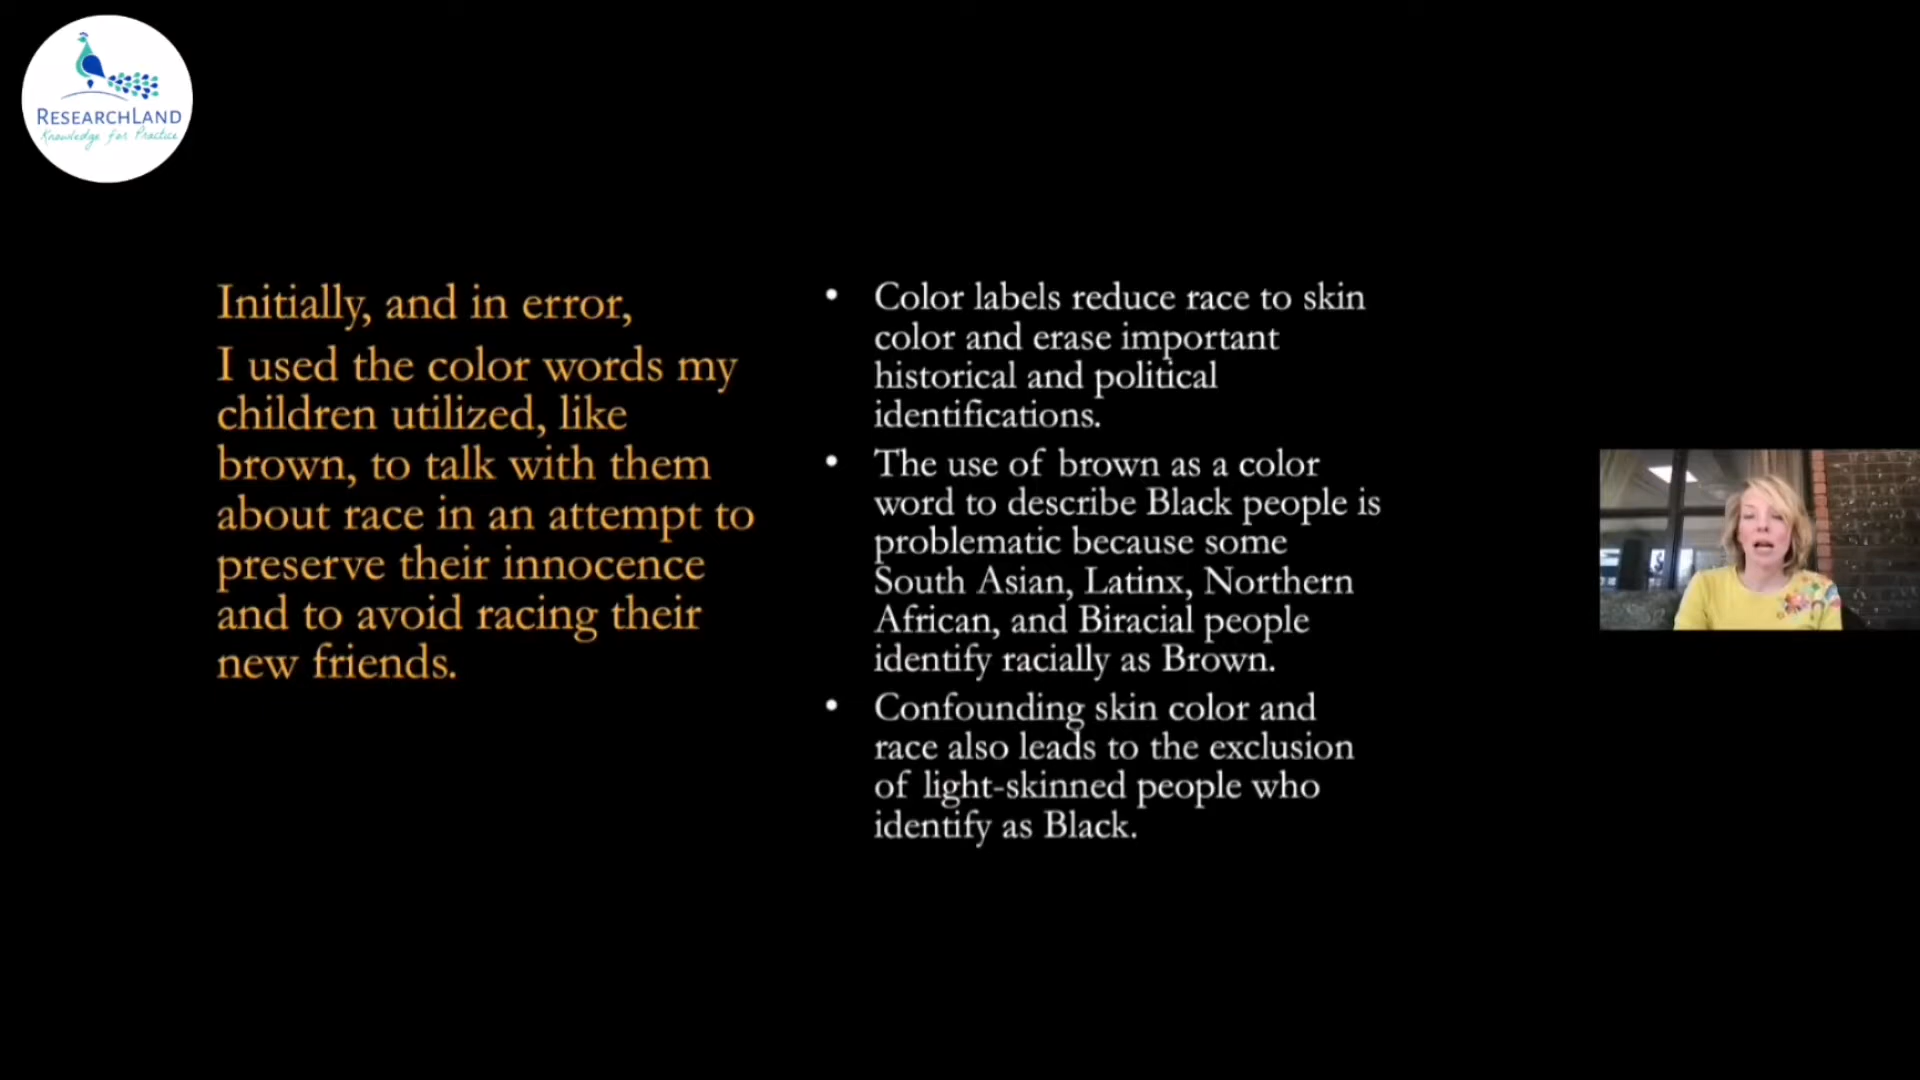 RESEARCHLAND
Knowledge for Practice
Initially, and in error,
I used the color words my
children utilized, like
brown, to talk with them
about race in an attempt to
preserve their innocence
and to avoid racing their
new friends.
• Color labels reduce race to skin
color and erase important
historical and political
identifications.
• The use of brown as a color
word to describe Black people is
problematic because some
South Asian, Latinx, Northern
African, and Biracial people
identify racially as Brown.
• Confounding skin color and
race also leads to the exclusion
of light-skinned people who
identify as Black.